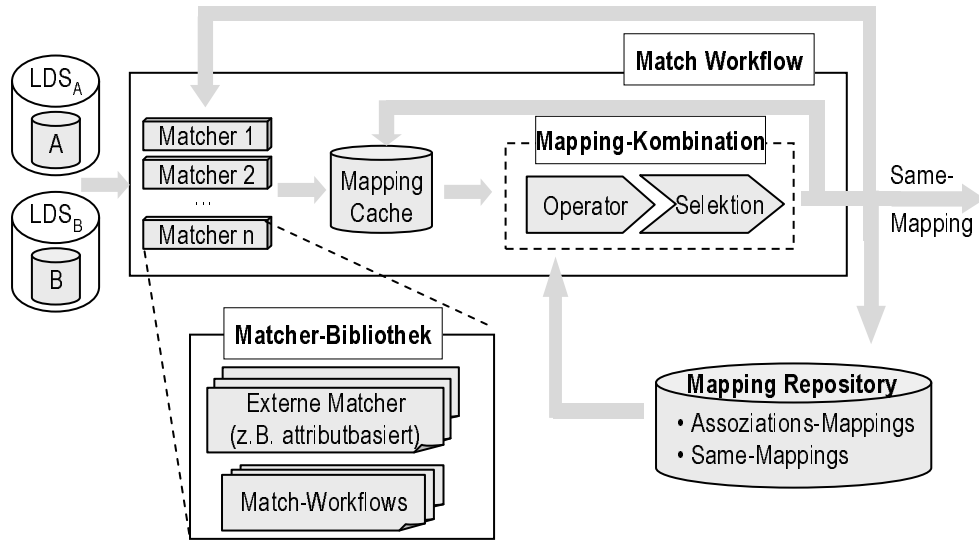 Match Workflow
LDSA
A
LDSB
B
Matcher 1
Matcher 2
...
Matcher n
Mapping
Cache
Mapping-Kombination
Operator
Selektion
Same-
Mapping
Matcher-Bibliothek
Externe Matcher
(z.B. attributbasiert)
Match-Workflows
Mapping Repository
• Assoziations-Mappings
• Same-Mappings